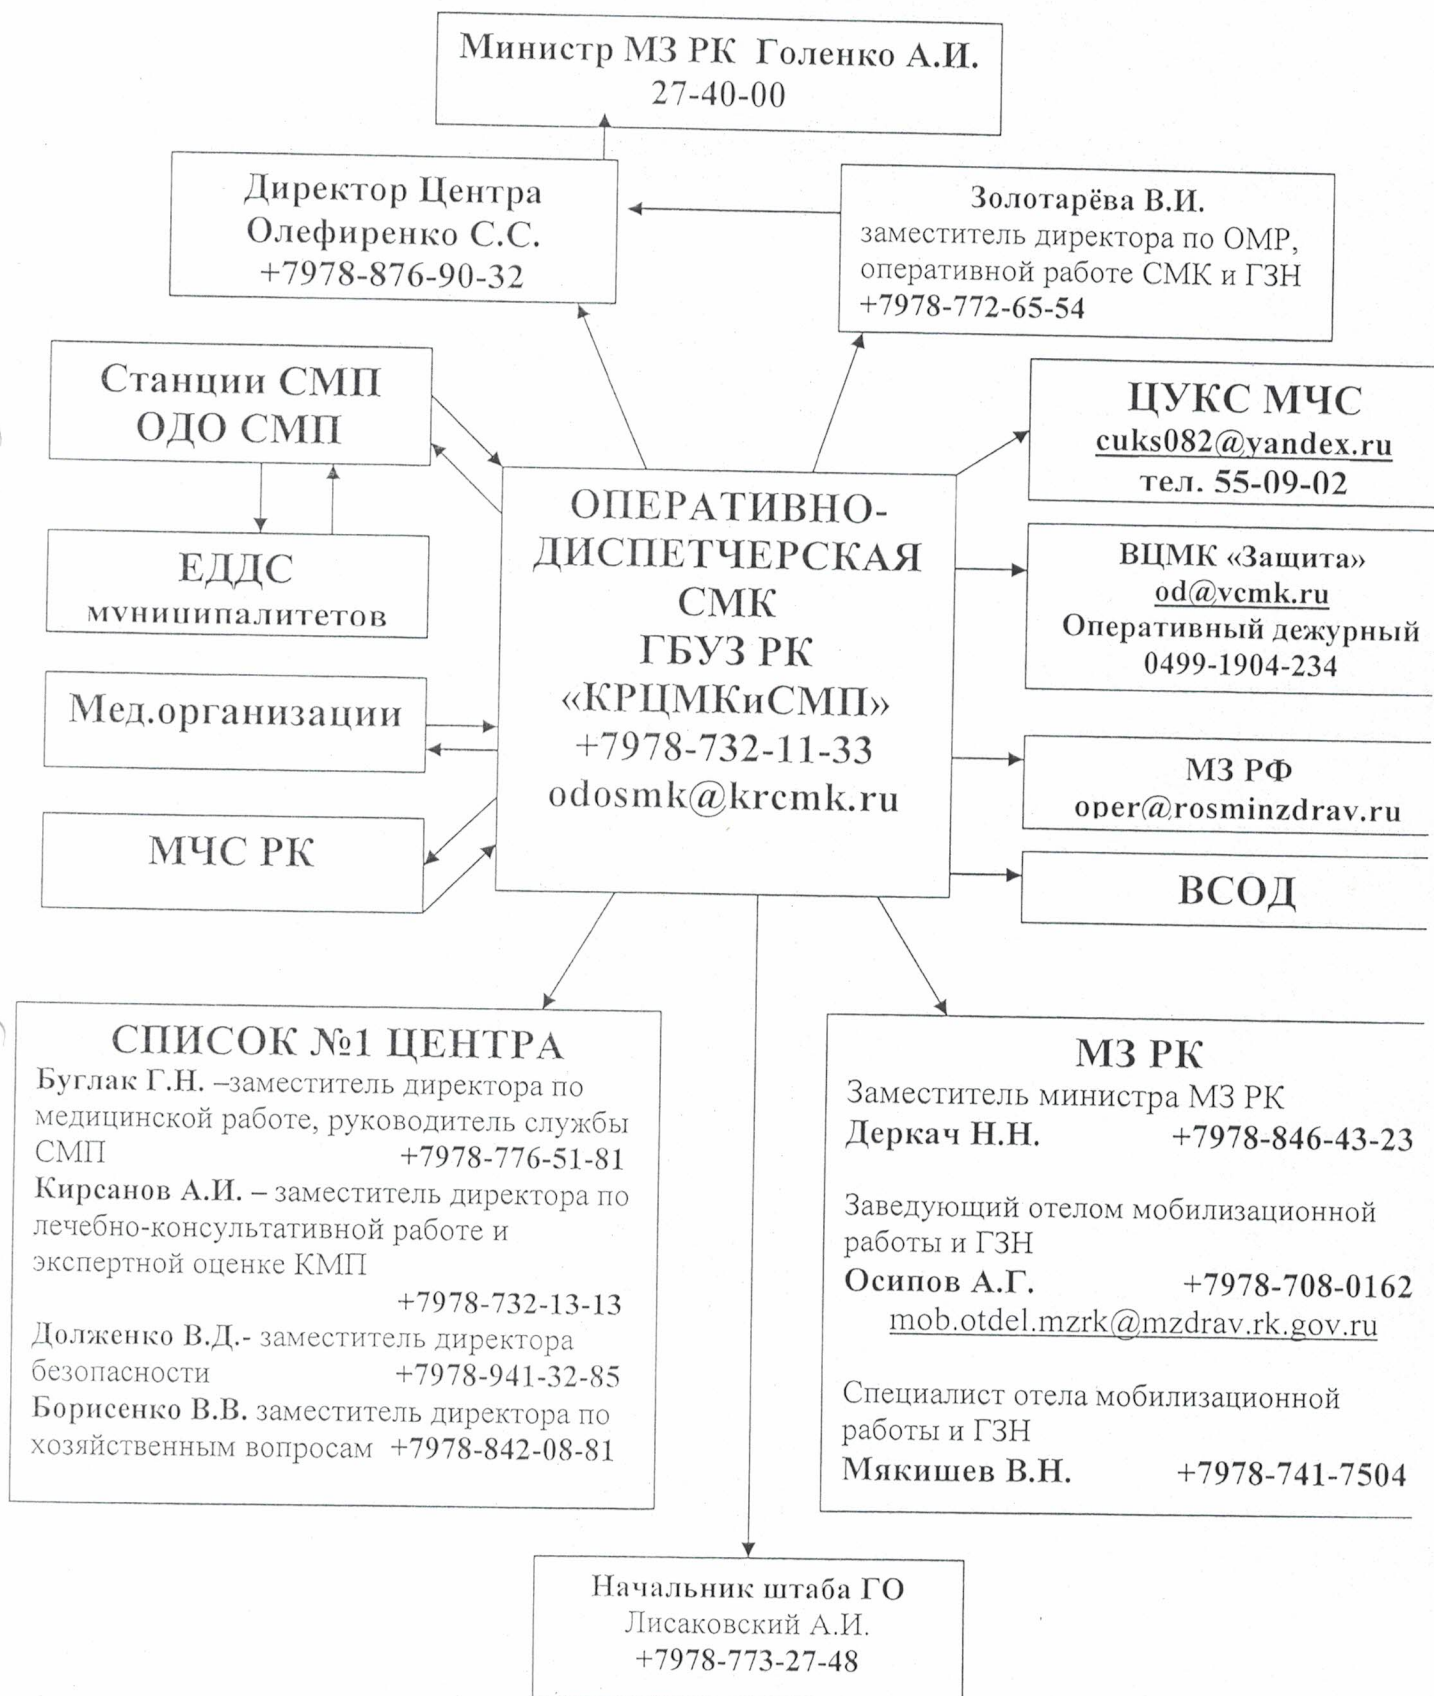 Министр МЗ РК Голенко А.И.
27-40-00
Директор Центра
Олефиренко С.С.
+7978-876-90-32
Золотарёва В.И.
заместитель директора по ОМР,
оперативной работе СМК и ГЗН
+7978-772-65-54
Станции СМП
ОДО СМП
ЦУКС МЧС
cuks082@yandex.ru
тел. 55-09-02
ЕДДС
муниципалитетов
ОПЕРАТИВНО-
ДИСПЕТЧЕРСКАЯ
СМК
ГБУЗ РК
«КРЦМКиСМП»
+7978-732-11-33
odosmk@krcmk.ru
ВЦМК «Защита»
od@vcmk.ru
Оперативный дежурный
0499-1904-234
Мед.организации
МЗ РФ
oper@rosminzdrav.ru
МЧС РК
ВСОД
СПИСОК №1 ЦЕНТРА
Буглак Г.Н. –заместитель директора по
медицинской работе, руководитель службы
СМП +7978-776-51-81
Кирсанов А.И. – заместитель директора по
лечебно-консультативной работе и
экспертной оценке КМП
+7978-732-13-13
Долженко В.Д.- заместитель директора
безопасности +7978-941-32-85
Борисенко В.В. заместитель директора по
хозяйственным вопросам +7978-842-08-81
МЗ РК
Заместитель министра МЗ РК
Деркач Н.Н. +7978-846-43-23
Заведующий отелом мобилизационной
работы и ГЗН
Осипов А.Г. +7978-708-0162
mob.otdel.mzrk@mzdrav.rk.gov.ru
Специалист отела мобилизационной
работы и ГЗН
Мякишев В.Н. +7978-741-7504
Начальник штаба ГО
Лисаковский А.И.
+7978-773-27-48